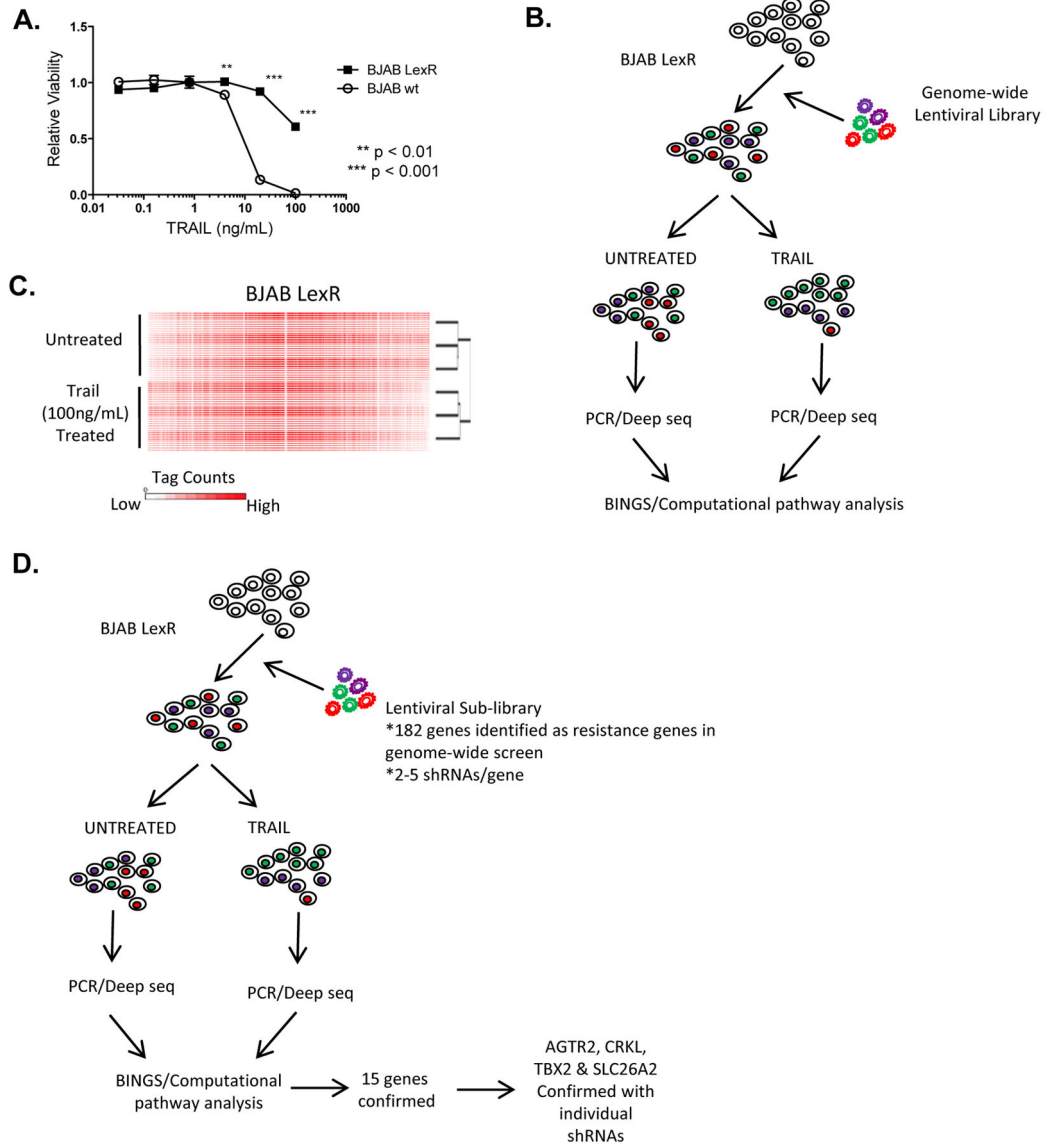 A.
1.5
1.0
0.5
0.0
Relative Viability
0.01
0.1
1
10
100
1000
TRAIL (ng/mL)
**
***
***
BJAB LexR
BJAB wt
** p < 0.01
*** p < 0.001
B.
BJAB LexR
Genome-wide
Lentiviral Library
UNTREATED
TRAIL
PCR/Deep seq
PCR/Deep seq
BINGS/Computational pathway analysis
C.
BJAB LexR
Untreated
Trail
(100ng/mL)
Treated
Tag Counts
0
Low
High
D.
BJAB LexR
Lentiviral Sub-library
*182 genes identified as resistance genes in
genome-wide screen
*2-5 shRNAs/gene
UNTREATED
TRAIL
PCR/Deep seq
PCR/Deep seq
BINGS/Computational
pathway analysis
15 genes
confirmed
AGTR2, CRKL,
TBX2 & SLC26A2
Confirmed with
individual
shRNAs